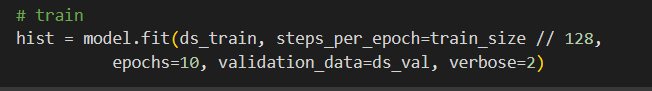 # train
hist = model.fit(ds_train, steps_per_epoch=train_size // 128,
epochs=10, validation_data=ds_val, verbose=2)